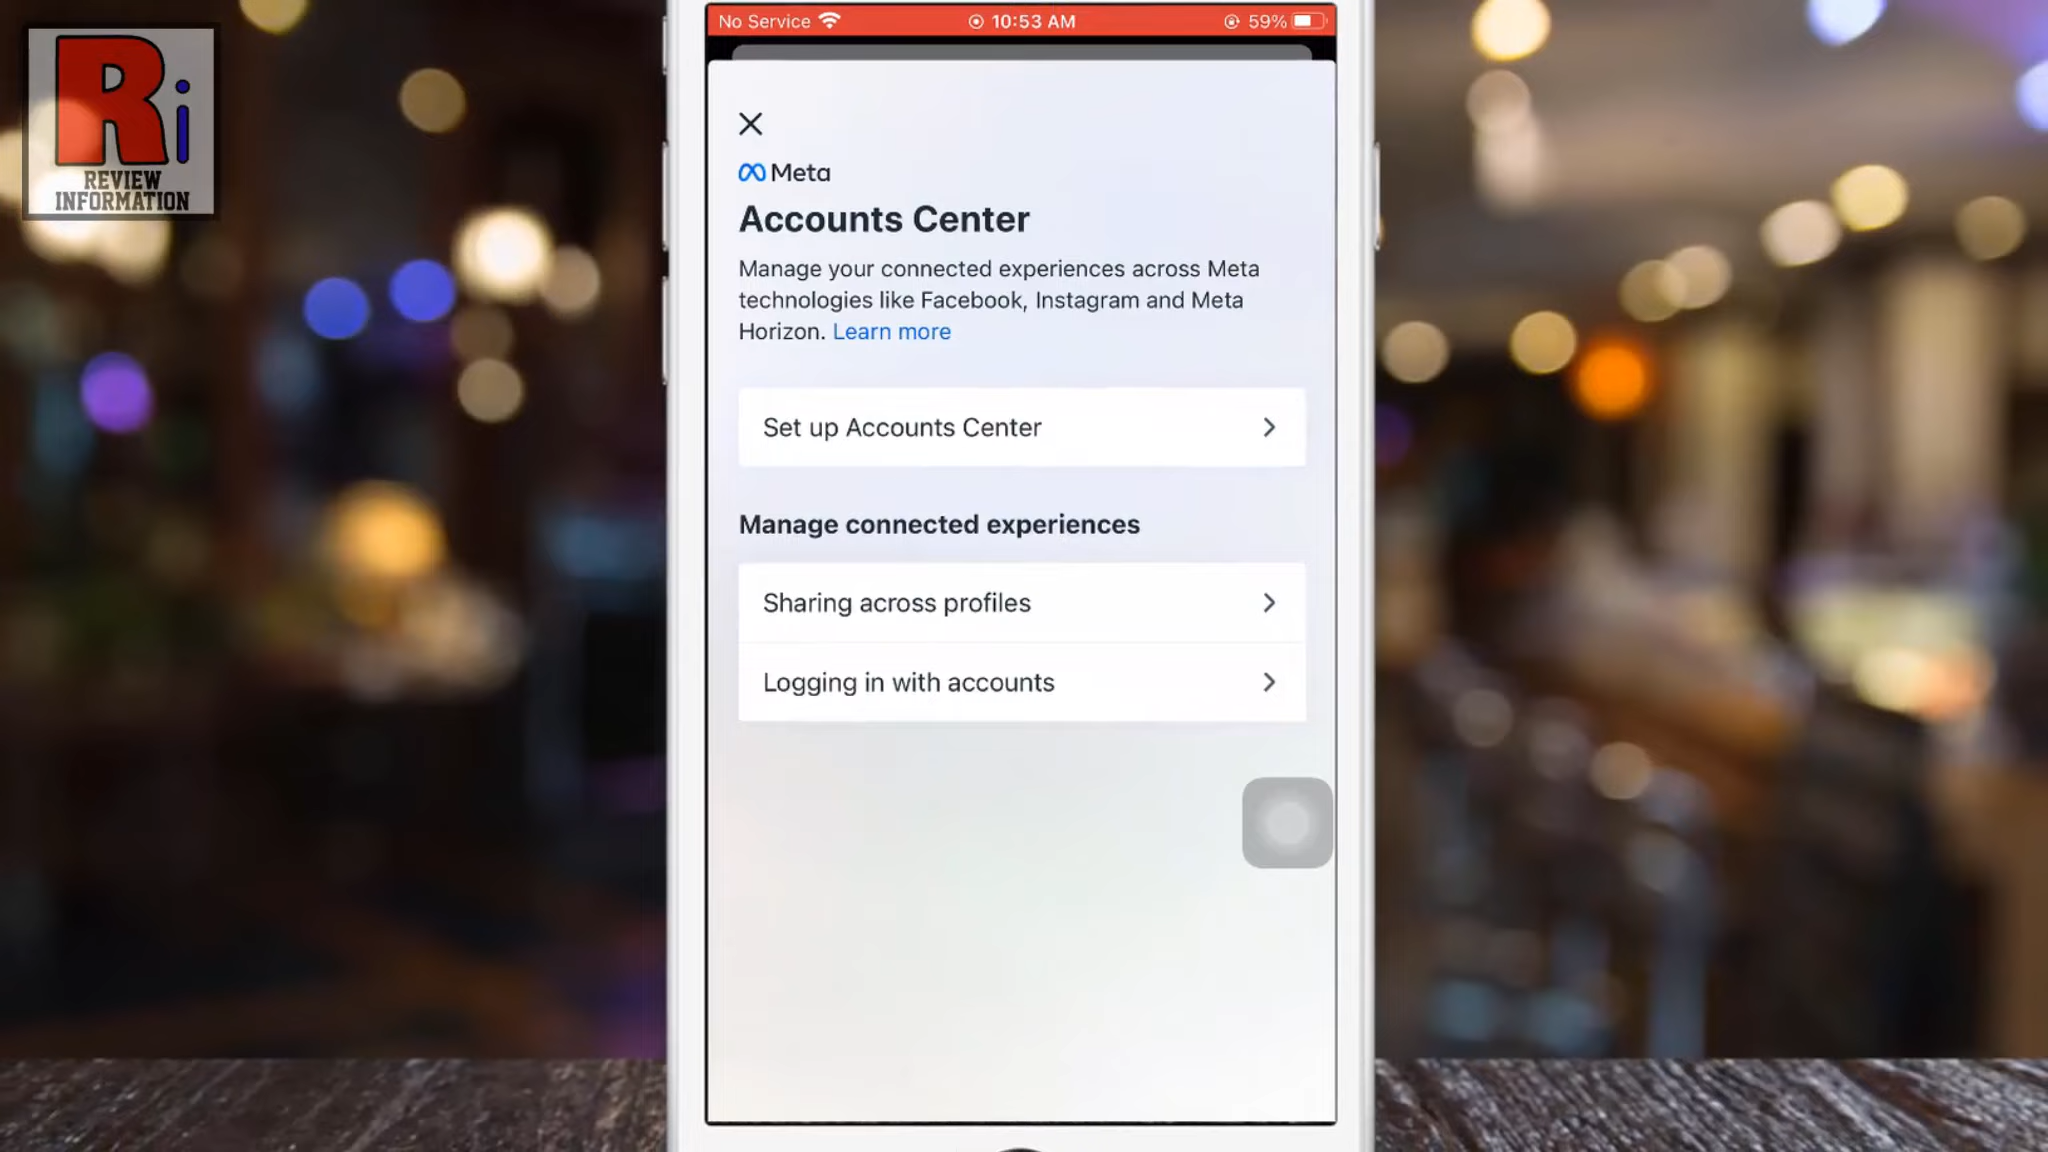 Ri
REVIEW
INFORMATION
No Service 10:53 AM 59%
Meta
Accounts Center
Manage your connected experiences across Meta
technologies like Facebook, Instagram and Meta
Horizon. Learn more
Set up Accounts Center
Manage connected experiences
Sharing across profiles
Logging in with accounts